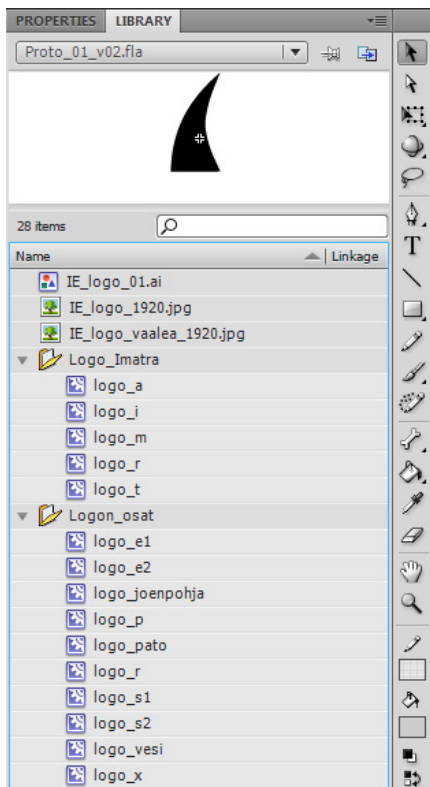 PROPERTIES LIBRARY
Proto_01_v02.fla
28 items
Name Linkage
IE_logo_01.ai
IE_logo_1920.jpg
IE_logo_vaalea_1920.jpg
Logo_Imatra
logo_a
logo_i
logo_m
logo_r
logo_t
Logon_osat
logo_e1
logo_e2
logo_joenpohja
logo_p
logo_pato
logo_r
logo_s1
logo_s2
logo_vesi
logo_x